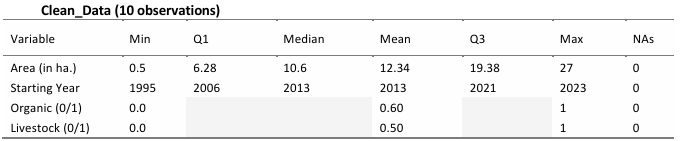 Clean_Data (10 observations)
Variable Min Q1 Median Mean Q3 Max NAs
Area (in ha.) 0.5 6.28 10.6 12.34 19.38 27 0
Starting Year 1995 2006 2013 2013 2021 2023 0
Organic (0/1) 0.0 0.60 1 0
Livestock (0/1) 0.0 0.50 1 0